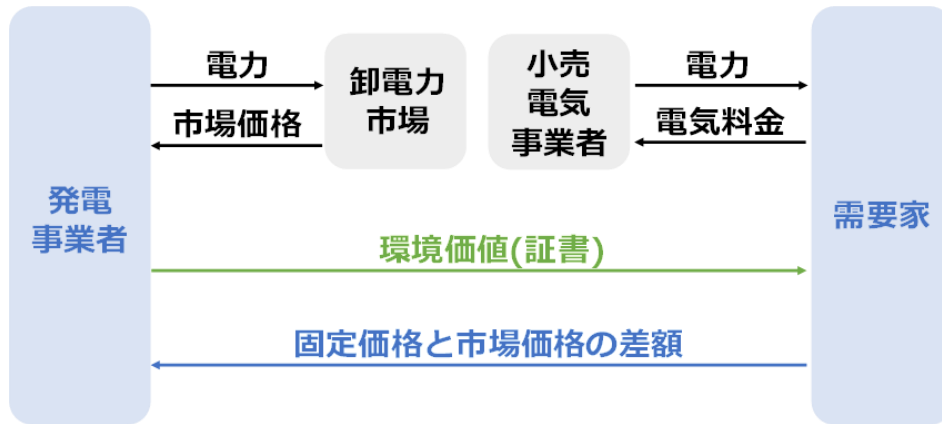 発電
事業者
電力
市場価格
卸電力
市場
小売
電気
事業者
電力
電気料金
需要家
環境価値(証書)
固定価格と市場価格の差額